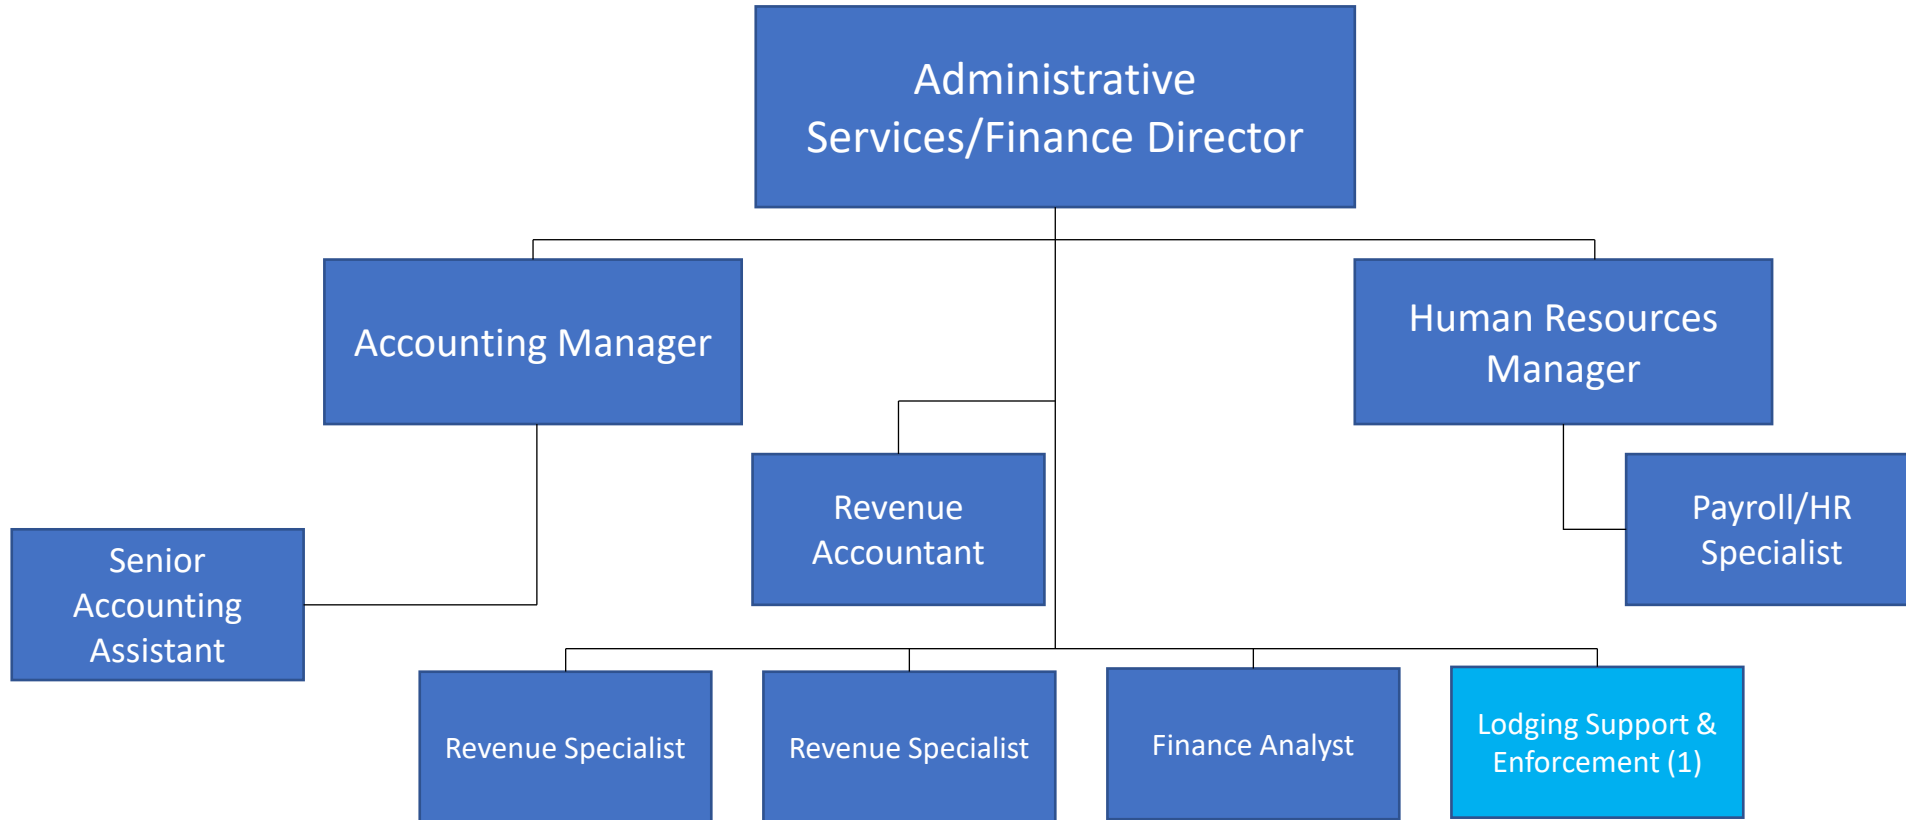 Administrative
Services/Finance Director
Accounting Manager
Human Resources
Manager
Revenue
Accountant
Payroll/HR
Specialist
Senior
Accounting
Assistant
Revenue Specialist
Revenue Specialist
Finance Analyst
Lodging Support &
Enforcement (1)